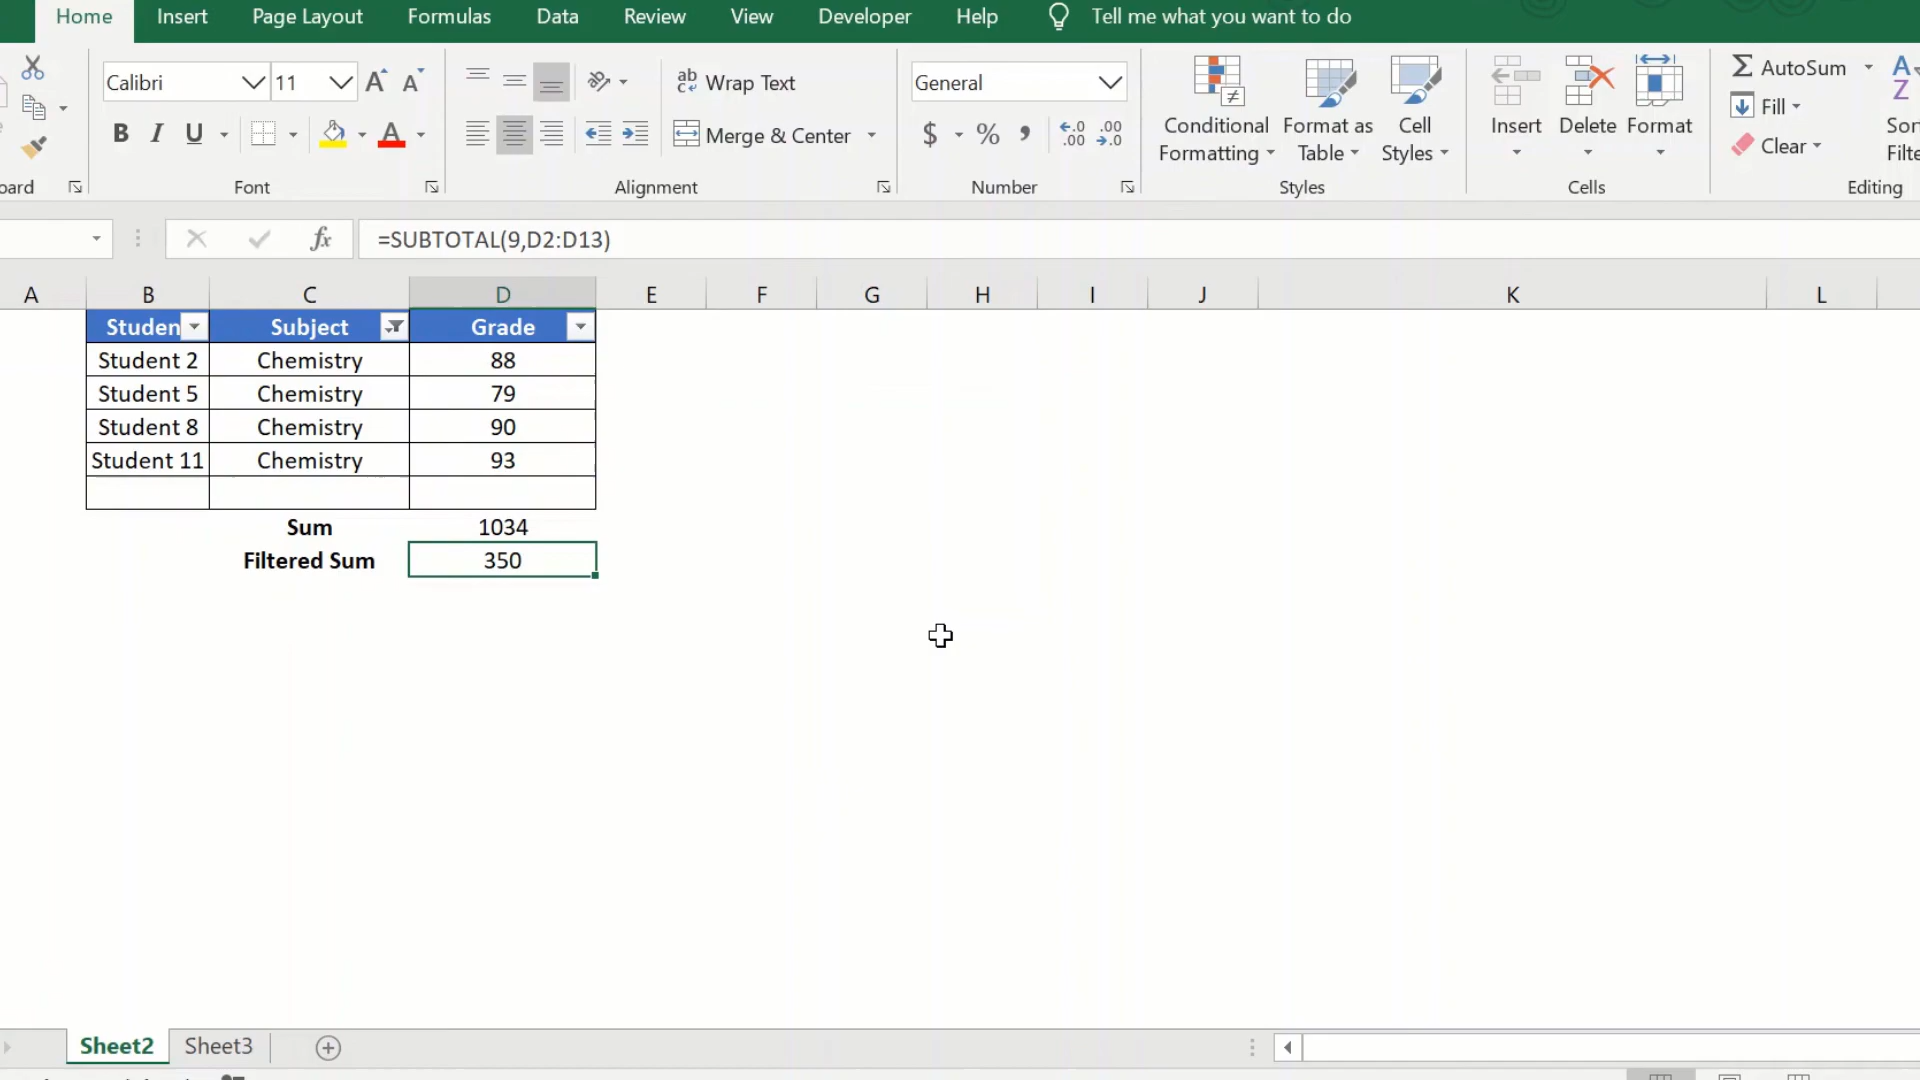 Home Insert Page Layout Formulas Data Review View Developer Help Tell me what you want to do
Calibri 11 Wrap Text General Conditional Formatting Format as Table Cell Styles Insert Delete Format AutoSum
Fill
B I U Merge & Center $ % Clear
Font Alignment Number Styles Cells Editing
fx =SUBTOTAL(9,D2:D13)
A B C D E F G H I J K L
Studen Subject Grade
Student 2 Chemistry 88
Student 5 Chemistry 79
Student 8 Chemistry 90
Student 11 Chemistry 93
Sum 1034
Filtered Sum 350
Sheet2 Sheet3